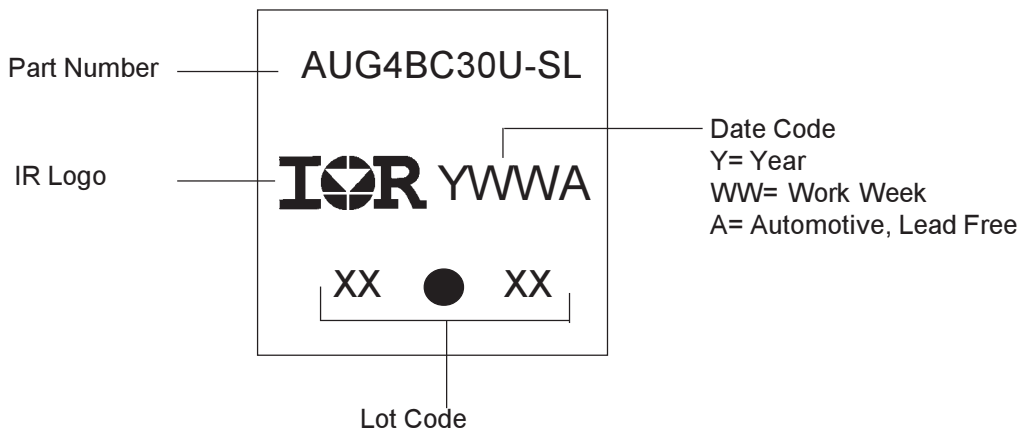 Part Number
AUG4BC30U-SL
IR Logo
IOR YWWA
Date Code
Y= Year
WW= Work Week
A= Automotive, Lead Free
XX XX
Lot Code